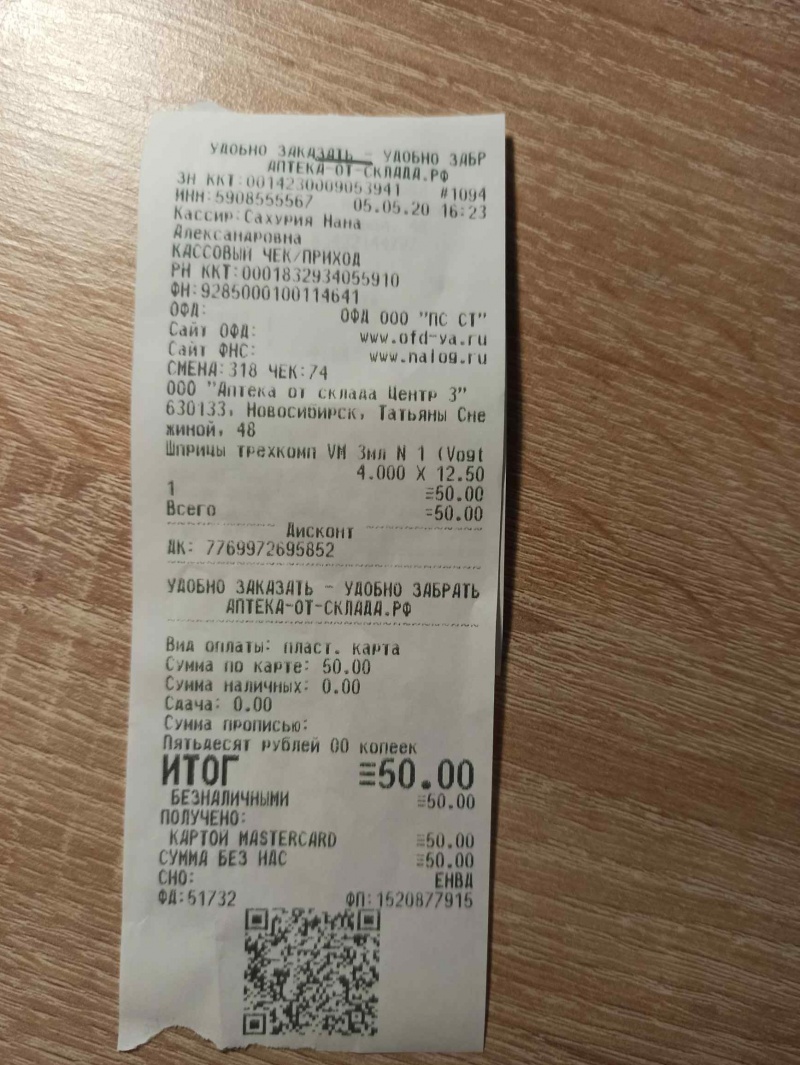 УДОБНО ЗАКАЗАТЬ - УДОБНО ЗАБР
АПТЕКА-ОТ-СКЛАДА.РФ
ЗН ККТ:0014230009053941 #1094
ИНН:5908555567 05.05.20 16:23
Кассир:Сахурия Нана
Александровна
КАССОВЫЙ ЧЕК/ПРИХОД
РН ККТ:0001832934055910
ФН:9285000100114641
ОФД: ОФД ООО "ПС СТ"
Сайт ОФД: www.ofd-ya.ru
Сайт ФНС: www.nalog.ru
СМЕНА:318 ЧЕК:74
ООО "Аптека от склада Центр 3"
630133, Новосибирск, Татьяны Сне
жиной, 48
Шприцы трехкомп VM 3мл N 1 (Vogt
4.000 X 12.50
1 ≡50.00
Всего =50.00
Дисконт
ДК: 7769972695852
УДОБНО ЗАКАЗАТЬ - УДОБНО ЗАБРАТЬ
АПТЕКА-ОТ-СКЛАДА.РФ
Вид оплаты: пласт. карта
Сумма по карте: 50.00
Сумма наличных: 0.00
Сдача: 0.00
Сумма прописью:
Пятьдесят рублей 00 копеек
ИТОГ ≡50.00
БЕЗНАЛИЧНЫМИ ≡50.00
ПОЛУЧЕНО:
КАРТОЙ MASTERCARD ≡50.00
СУММА БЕЗ НДС ≡50.00
СНО: ЕНВД
ФД:51732 ФП:1520877915